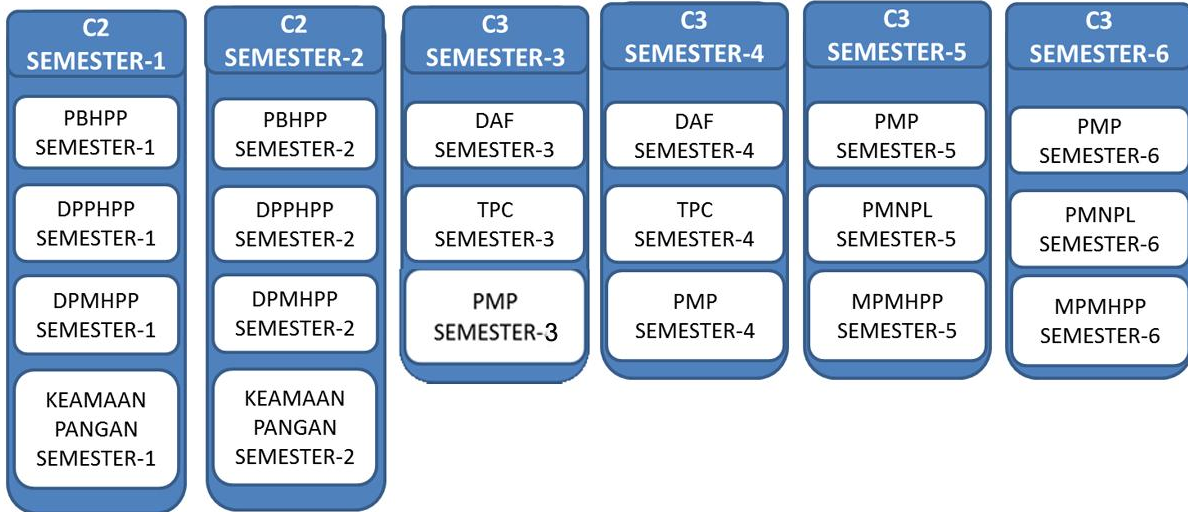 C2
SEMESTER-1
PBHPP
SEMESTER-1
DPPHPP
SEMESTER-1
DPMHPP
SEMESTER-1
KEAMAAN
PANGAN
SEMESTER-1
C2
SEMESTER-2
PBHPP
SEMESTER-2
DPPHPP
SEMESTER-2
DPMHPP
SEMESTER-2
KEAMAAN
PANGAN
SEMESTER-2
C3
SEMESTER-3
DAF
SEMESTER-3
TPC
SEMESTER-3
PMP
SEMESTER-3
C3
SEMESTER-4
DAF
SEMESTER-4
TPC
SEMESTER-4
PMP
SEMESTER-4
C3
SEMESTER-5
PMP
SEMESTER-5
PMNPL
SEMESTER-5
MPMHPP
SEMESTER-5
C3
SEMESTER-6
PMP
SEMESTER-6
PMNPL
SEMESTER-6
MPMHPP
SEMESTER-6